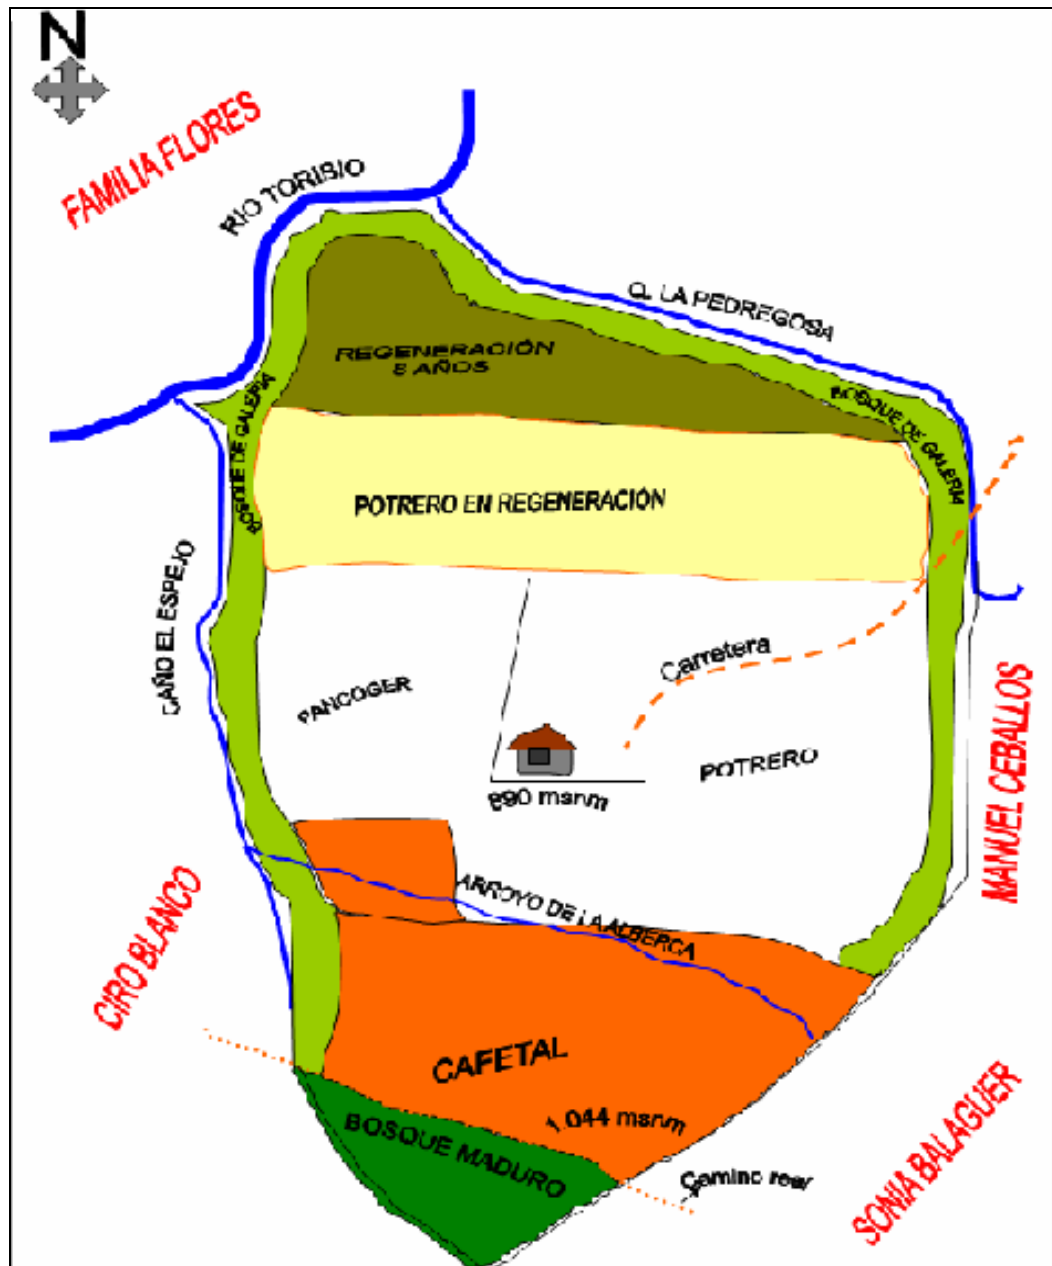 N
FAMILIA FLORES
RIO TORIBIO
Q. LA PEDREGOSA
REGENERACIÓN
8 AÑOS
BOSQUE DE GALERIA
BOSQUE DE GALERIA
POTRERO EN REGENERACIÓN
CAÑO EL ESPEJO
Carretera
PANCOGER
POTRERO
890 msnm
MANUEL CEBALLOS
ARROYO DE LA ALBERCA
CIRO BLANCO
CAFETAL
1.044 msnm
BOSQUE MADURO
Camino real
SONIA BALAGUER